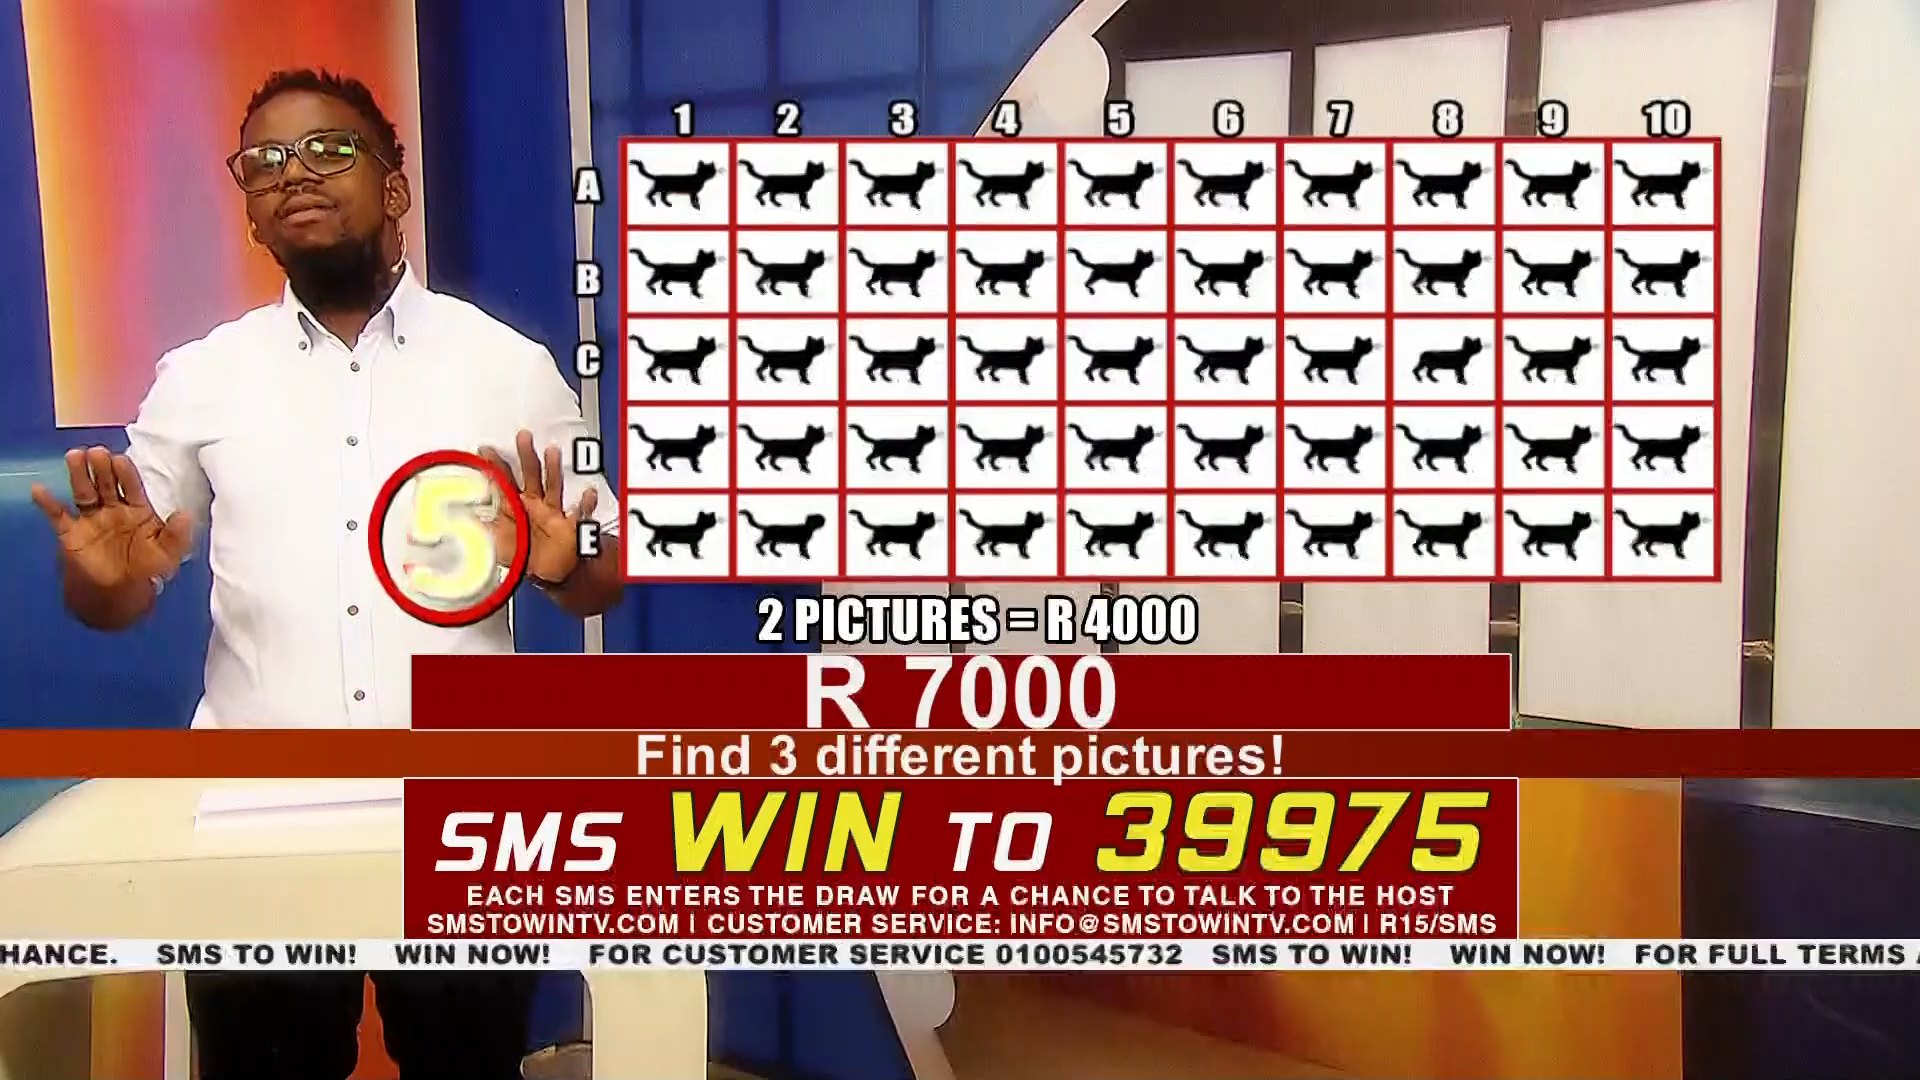 1 2 3 4 5 6 7 8 9 10
A
B
C
D
E
5
2 PICTURES = R 4000
R 7000
Find 3 different pictures!
SMS WIN TO 39975
EACH SMS ENTERS THE DRAW FOR A CHANCE TO TALK TO THE HOST
SMSTOWINTV.COM | CUSTOMER SERVICE: INFO@SMSTOWINTV.COM | R15/SMS
HANCE. SMS TO WIN! WIN NOW! FOR CUSTOMER SERVICE 0100545732 SMS TO WIN! WIN NOW! FOR FULL TERMS